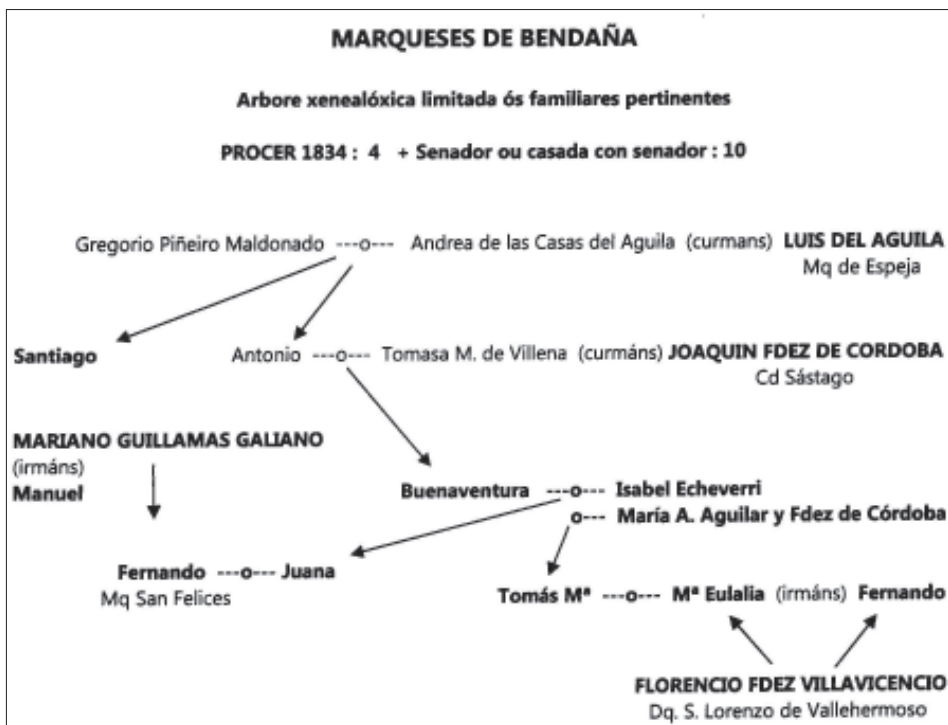 MARQUESES DE BENDAÑA
Arbore xenealóxica limitada ós familiares pertinentes
PROCER 1834 : 4 + Senador ou casada con senador : 10
Gregorio Piñeiro Maldonado ---o--- Andrea de las Casas del Aguila (curmans) LUIS DEL AGUILA
Mq de Espeja
Santiago Antonio ---o--- Tomasa M. de Villena (curmáns) JOAQUIN FDEZ DE CORDOBA
Cd Sástago
MARIANO GUILLAMAS GALIANO
(irmáns)
Manuel
Buenaventura ---o--- Isabel Echeverri
o--- María A. Aguilar y Fdez de Córdoba
Fernando ---o--- Juana
Mq San Felices
Tomás Mª ---o--- Mª Eulalia (irmáns) Fernando
FLORENCIO FDEZ VILLAVICENCIO
Dq. S. Lorenzo de Vallehermoso